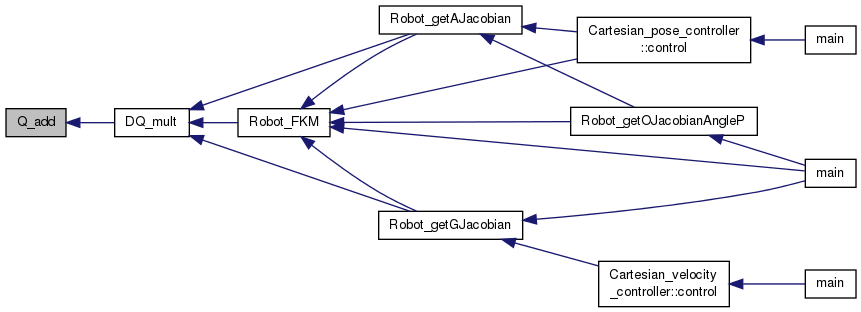 Robot_getAJacobian
Cartesian_pose_controller
::control
main
Q_add
DQ_mult
Robot_FKM
Robot_getOJacobianAngleP
main
Robot_getGJacobian
Cartesian_velocity
_controller::control
main